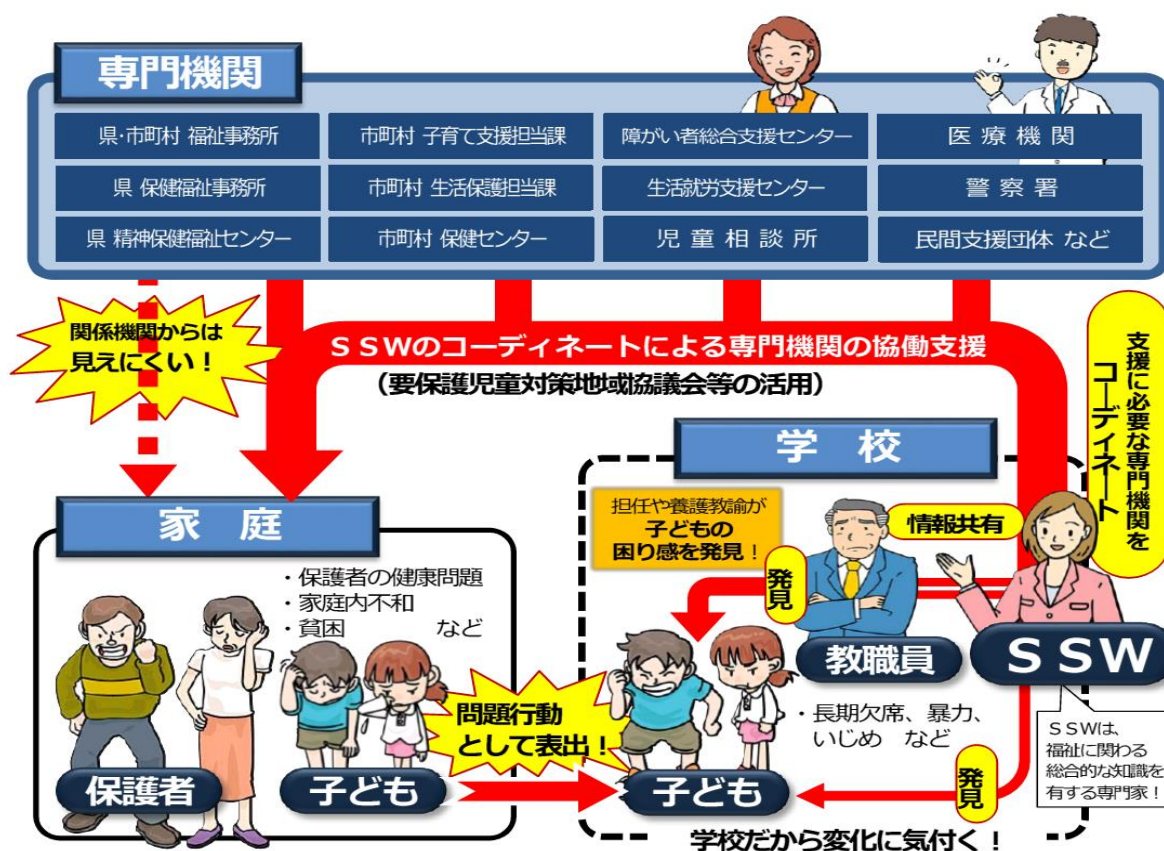 専門機関
県・市町村 福祉事務所
市町村 子育て支援担当課
障がい者総合支援センター
医療機関
県 保健福祉事務所
市町村 生活保護担当課
生活就労支援センター
警察署
県 精神保健福祉センター
市町村 保健センター
児童相談所
民間支援団体 など
関係機関からは
見えにくい！
ＳＳＷのコーディネートによる専門機関の協働支援
（要保護児童対策地域協議会等の活用）
支援に必要な専門機関を
コーディネート
学校
担任や養護教諭が
子どもの
困り感を発見！
情報共有
発見
家庭
・保護者の健康問題
・家庭内不和
・貧困　　など
教職員
ＳＳＷ
問題行動
として表出！
・長期欠席、暴力、
いじめ　など
ＳＳＷは、
福祉に関わる
総合的な知識を
有する専門家！
発見
保護者
子ども
子ども
学校だから変化に気付く！